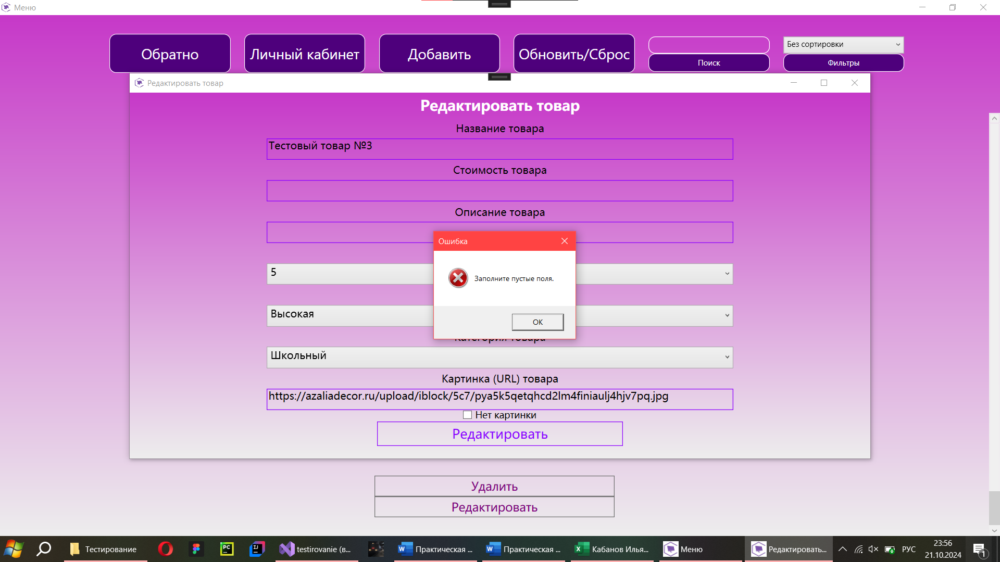 Меню
Обратно
Личный кабинет
Добавить
Обновить/Сброс
Поиск
Без сортировки
Фильтры
Редактировать товар
Редактировать товар
Название товара
Тестовый товар №3
Стоимость товара
Описание товара
Ошибка
Заполните пустые поля.
OK
5
Высокая
Категория товара
Школьный
Картинка (URL) товара
https://azaliadecor.ru/upload/iblock/5c7/pya5k5qetqhcd2lm4finiaulj4hjv7pq.jpg
Нет картинки
Редактировать
Удалить
Редактировать
Тестирование
PC
IJ
testirovanie (в...
Практическая ...
Практическая ...
Кабанов Илья...
Меню
Редактировать...
РУС
23:56
21.10.2024
1